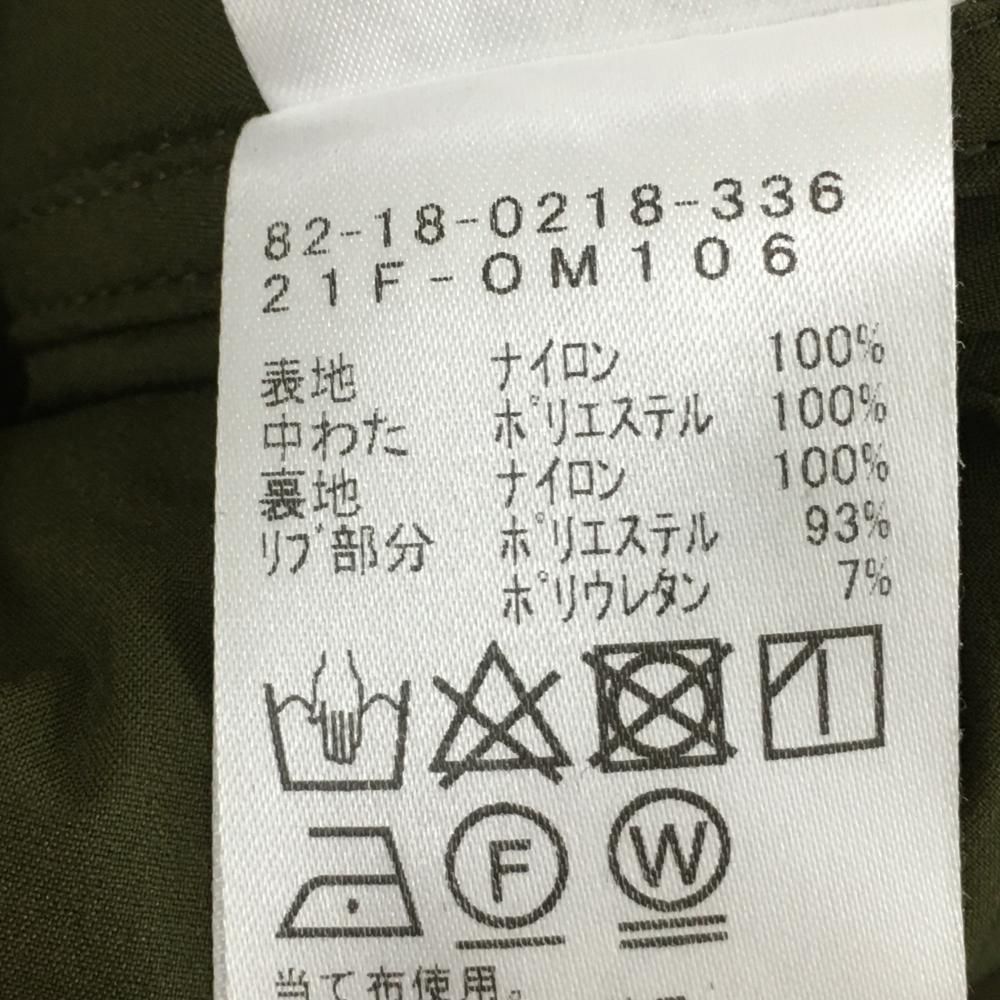 82-18-0218-336
21F-OM106
表地 ナイロン 100%
中わた ポリエステル 100%
裏地 ナイロン 100%
リブ部分 ポリエステル 93%
ポリウレタン 7%
F W
当て布使用。